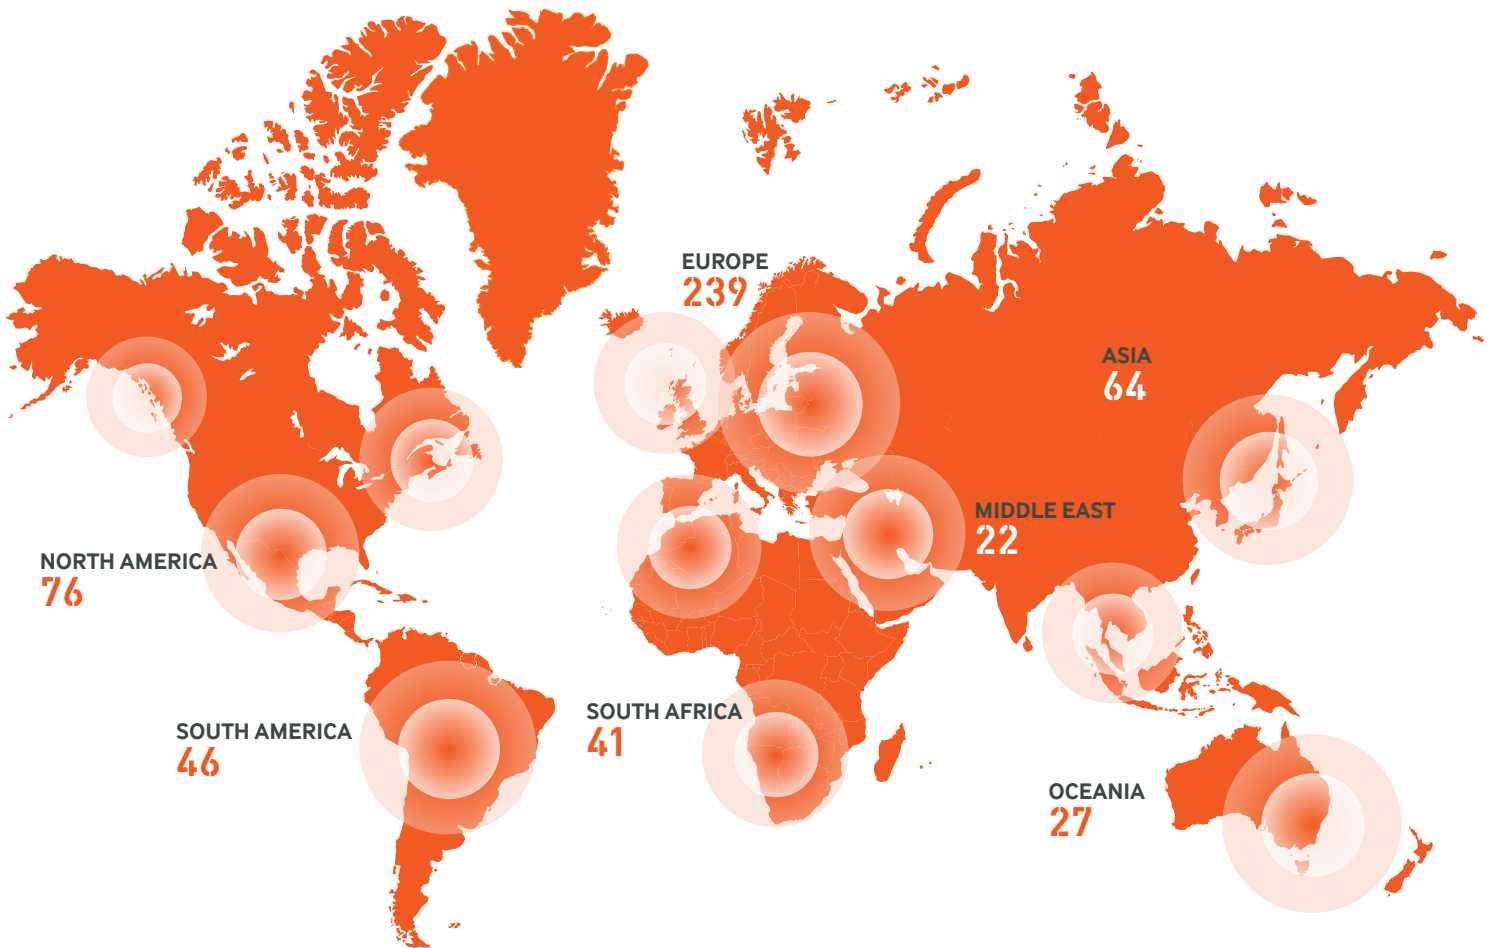 EUROPE
239
ASIA
64
MIDDLE EAST
22
NORTH AMERICA
76
SOUTH AMERICA
46
SOUTH AFRICA
41
OCEANIA
27